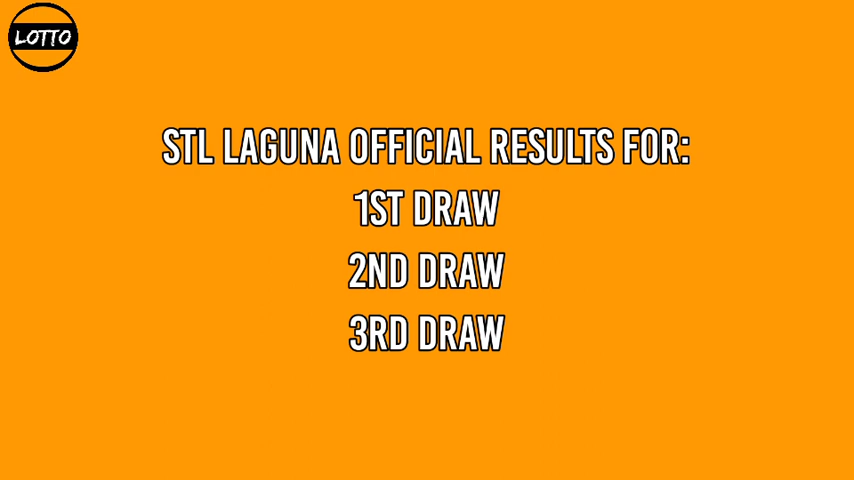 LOTTO
STL LAGUNA OFFICIAL RESULTS FOR:
1ST DRAW
2ND DRAW
3RD DRAW